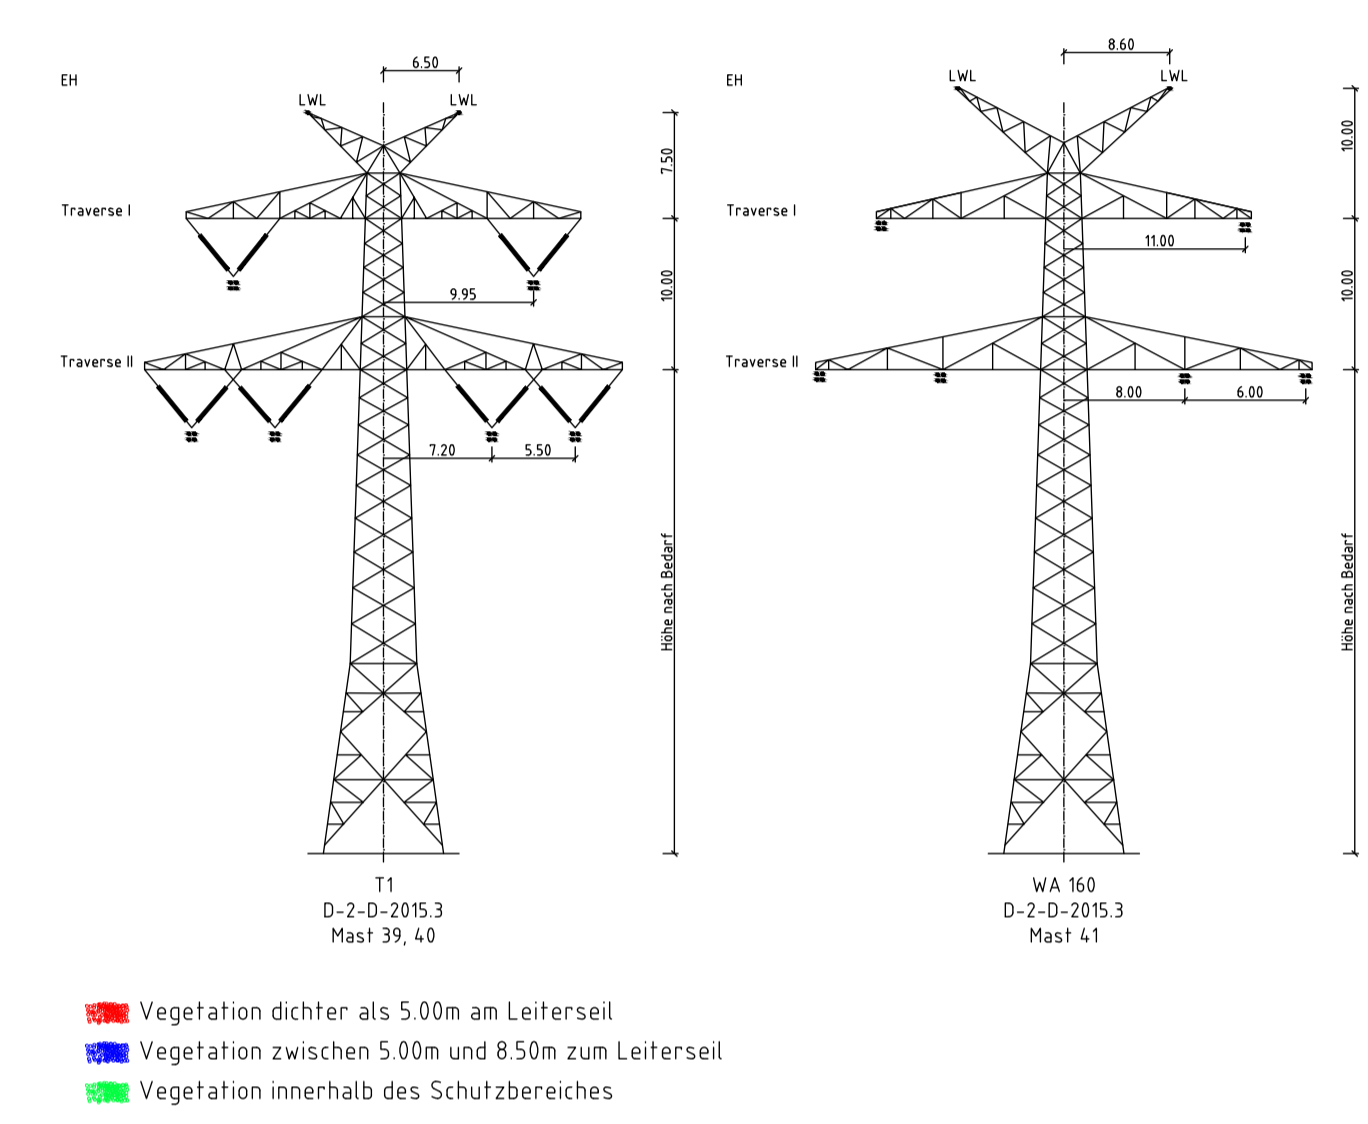 8.60
6.50
EH
EH
LWL
LWL
LWL
LWL
7.50
10.00
Traverse I
Traverse I
11.00
10.00
10.00
9.95
Traverse II
Traverse II
8.00
6.00
7.20
5.50
Höhe nach Bedarf
Höhe nach Bedarf
T1
D-2-D-2015.3
Mast 39, 40
WA 160
D-2-D-2015.3
Mast 41
Vegetation dichter als 5.00m am Leiterseil
Vegetation zwischen 5.00m und 8.50m zum Leiterseil
Vegetation innerhalb des Schutzbereiches